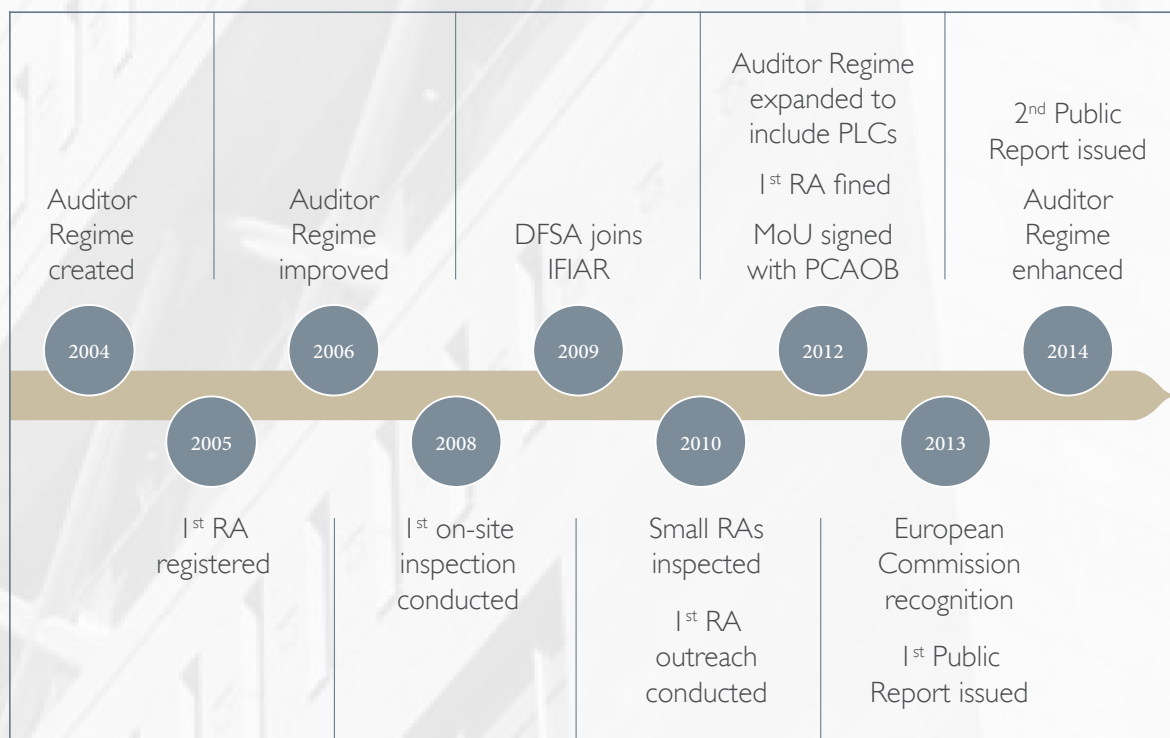 Auditor
Regime
created
2004
2005
1st RA
registered
Auditor
Regime
improved
2006
2008
1st on-site
inspection
conducted
DFSA joins
IFIAR
2009
2010
Small RAs
inspected
1st RA
outreach
conducted
Auditor Regime
expanded to
include PLCs
1st RA fined
MoU signed
with PCAOB
2012
2013
European
Commission
recognition
1st Public
Report issued
2nd Public
Report issued
Auditor
Regime
enhanced
2014